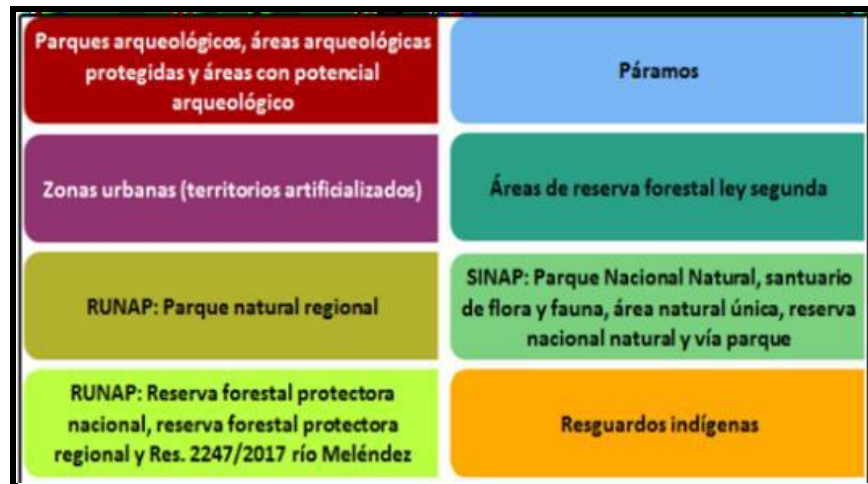 Parques arqueológicos, áreas arqueológicas
protegidas y áreas con potencial
arqueológico
Páramos
Zonas urbanas (territorios artificializados)
Áreas de reserva forestal ley segunda
RUNAP: Parque natural regional
SINAP: Parque Nacional Natural, santuario
de flora y fauna, área natural única, reserva
nacional natural y vía parque
RUNAP: Reserva forestal protectora
nacional, reserva forestal protectora
regional y Res. 2247/2017 río Meléndez
Resguardos indígenas